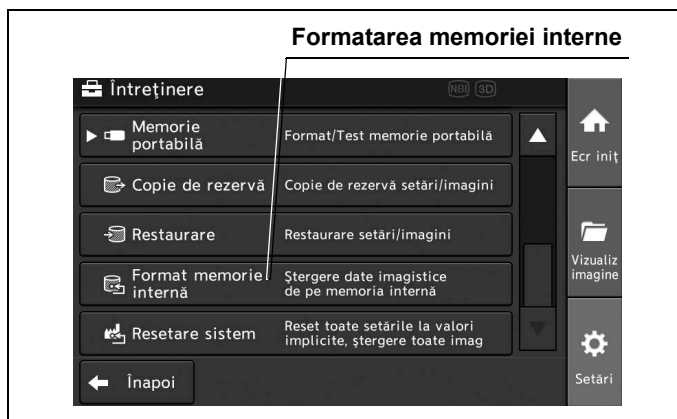 Formatarea memoriei interne
Întreţinere
NBI 3D
Memorie
portabilă
Format/Test memorie portabilă
Copie de rezervă
Copie de rezervă setări/imagini
Restaurare
Restaurare setări/imagini
Format memorie
internă
Ştergere date imagistice
de pe memoria internă
Resetare sistem
Reset toate setările la valori
implicite, ştergere toate imag
Înapoi
Ecr iniţ
Vizualiz
imagine
Setări